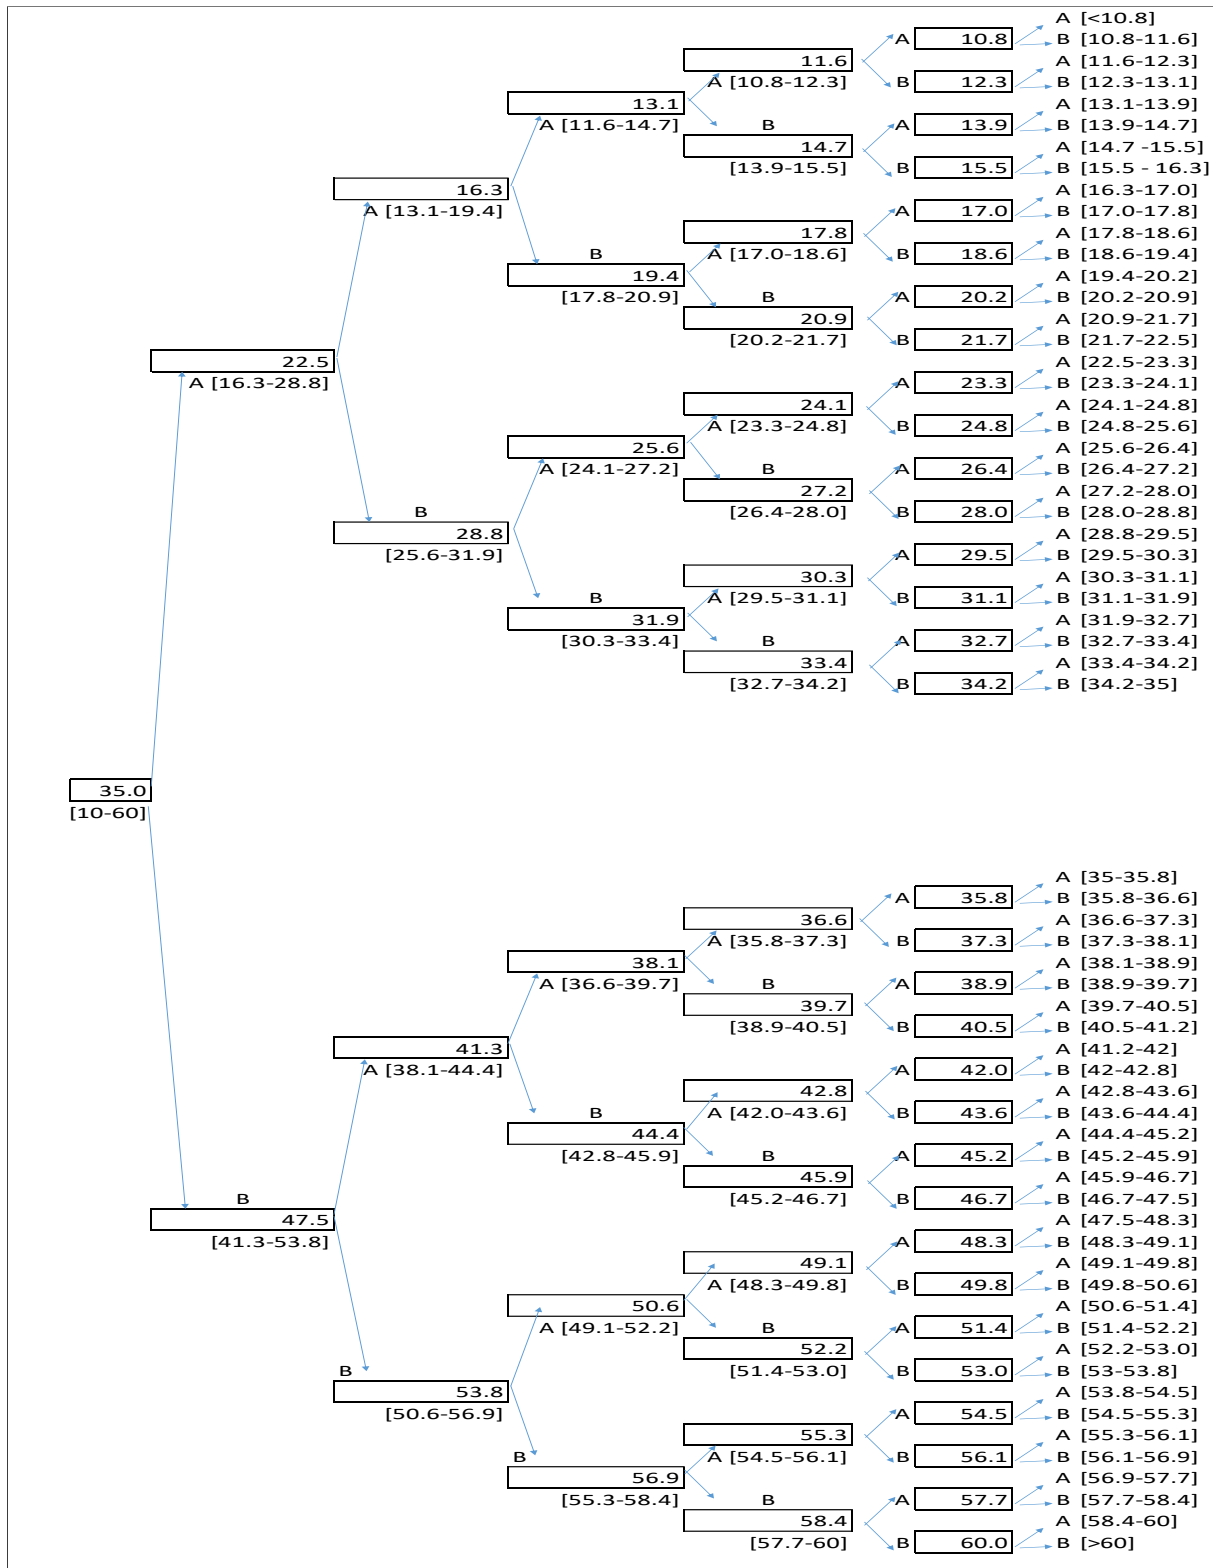 A [<10.8]
A 10.8 B [10.8-11.6]
11.6 A [11.6-12.3]
A [10.8-12.3] B 12.3 B [12.3-13.1]
13.1 A [13.1-13.9]
A [11.6-14.7] B A 13.9 B [13.9-14.7]
14.7 A [14.7 -15.5]
[13.9-15.5] B 15.5 B [15.5 - 16.3]
16.3 A [16.3-17.0]
A [13.1-19.4] A 17.0 B [17.0-17.8]
17.8 A [17.8-18.6]
B A [17.0-18.6] B 18.6 B [18.6-19.4]
19.4 A [19.4-20.2]
[17.8-20.9] B A 20.2 B [20.2-20.9]
20.9 A [20.9-21.7]
[20.2-21.7] B 21.7 B [21.7-22.5]
22.5 A [22.5-23.3]
A [16.3-28.8] A 23.3 B [23.3-24.1]
24.1 A [24.1-24.8]
A [23.3-24.8] B 24.8 B [24.8-25.6]
25.6 A [25.6-26.4]
A [24.1-27.2] B A 26.4 B [26.4-27.2]
27.2 A [27.2-28.0]
B [26.4-28.0] B 28.0 B [28.0-28.8]
28.8 A [28.8-29.5]
[25.6-31.9] A 29.5 B [29.5-30.3]
30.3 A [30.3-31.1]
B A [29.5-31.1] B 31.1 B [31.1-31.9]
31.9 A [31.9-32.7]
[30.3-33.4] B A 32.7 B [32.7-33.4]
33.4 A [33.4-34.2]
[32.7-34.2] B 34.2 B [34.2-35]
35.0
[10-60]
A [35-35.8]
A 35.8 B [35.8-36.6]
36.6 A [36.6-37.3]
A [35.8-37.3] B 37.3 B [37.3-38.1]
38.1 A [38.1-38.9]
A [36.6-39.7] B A 38.9 B [38.9-39.7]
39.7 A [39.7-40.5]
[38.9-40.5] B 40.5 B [40.5-41.2]
41.3 A [41.2-42]
A [38.1-44.4] A 42.0 B [42-42.8]
42.8 A [42.8-43.6]
B A [42.0-43.6] B 43.6 B [43.6-44.4]
44.4 A [44.4-45.2]
[42.8-45.9] B A 45.2 B [45.2-45.9]
45.9 A [45.9-46.7]
B [45.2-46.7] B 46.7 B [46.7-47.5]
47.5 A [47.5-48.3]
[41.3-53.8] A 48.3 B [48.3-49.1]
49.1 A [49.1-49.8]
A [48.3-49.8] B 49.8 B [49.8-50.6]
50.6 A [50.6-51.4]
A [49.1-52.2] B A 51.4 B [51.4-52.2]
52.2 A [52.2-53.0]
B [51.4-53.0] B 53.0 B [53-53.8]
53.8 A [53.8-54.5]
[50.6-56.9] A 54.5 B [54.5-55.3]
55.3 A [55.3-56.1]
B A [54.5-56.1] B 56.1 B [56.1-56.9]
56.9 A [56.9-57.7]
[55.3-58.4] B A 57.7 B [57.7-58.4]
58.4 A [58.4-60]
[57.7-60] B 60.0 B [>60]